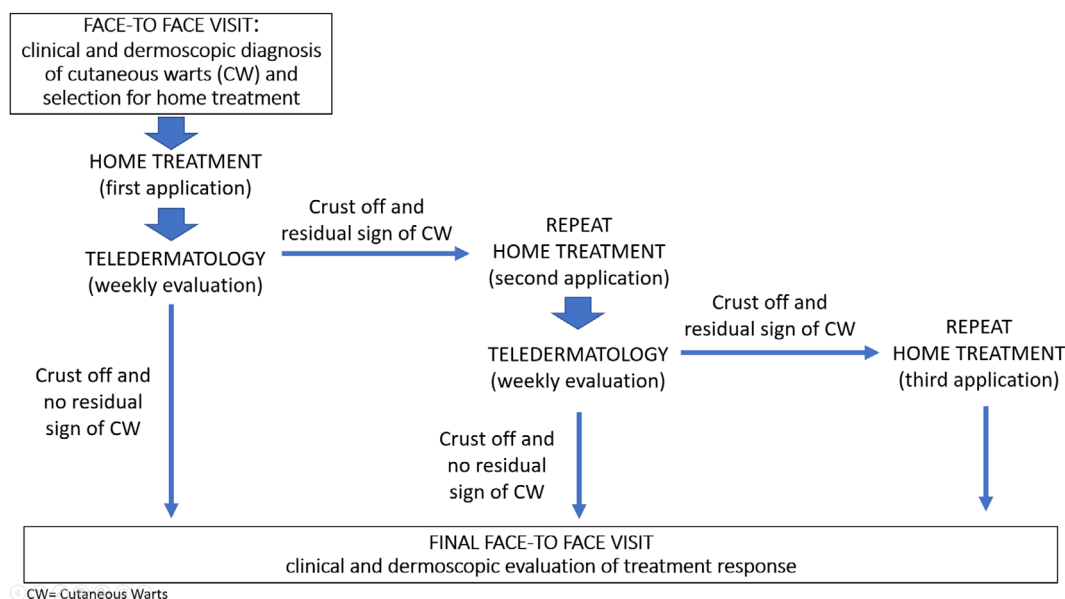 FACE-TO FACE VISIT:
clinical and dermoscopic diagnosis
of cutaneous warts (CW) and
selection for home treatment
HOME TREATMENT
(first application)
Crust off and
residual sign of CW
TELEDERMATOLOGY
(weekly evaluation)
REPEAT
HOME TREATMENT
(second application)
Crust off and
residual sign of CW
TELEDERMATOLOGY
(weekly evaluation)
REPEAT
HOME TREATMENT
(third application)
Crust off and
no residual
sign of CW
Crust off and
no residual
sign of CW
FINAL FACE-TO FACE VISIT
clinical and dermoscopic evaluation of treatment response
CW= Cutaneous Warts